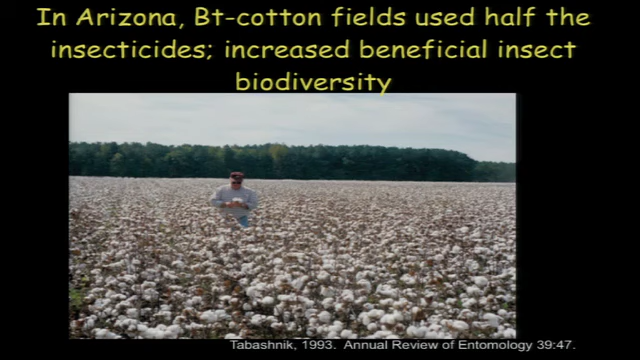 In Arizona, Bt-cotton fields used half the
insecticides; increased beneficial insect
biodiversity
Tabashnik, 1993. Annual Review of Entomology 39:47.